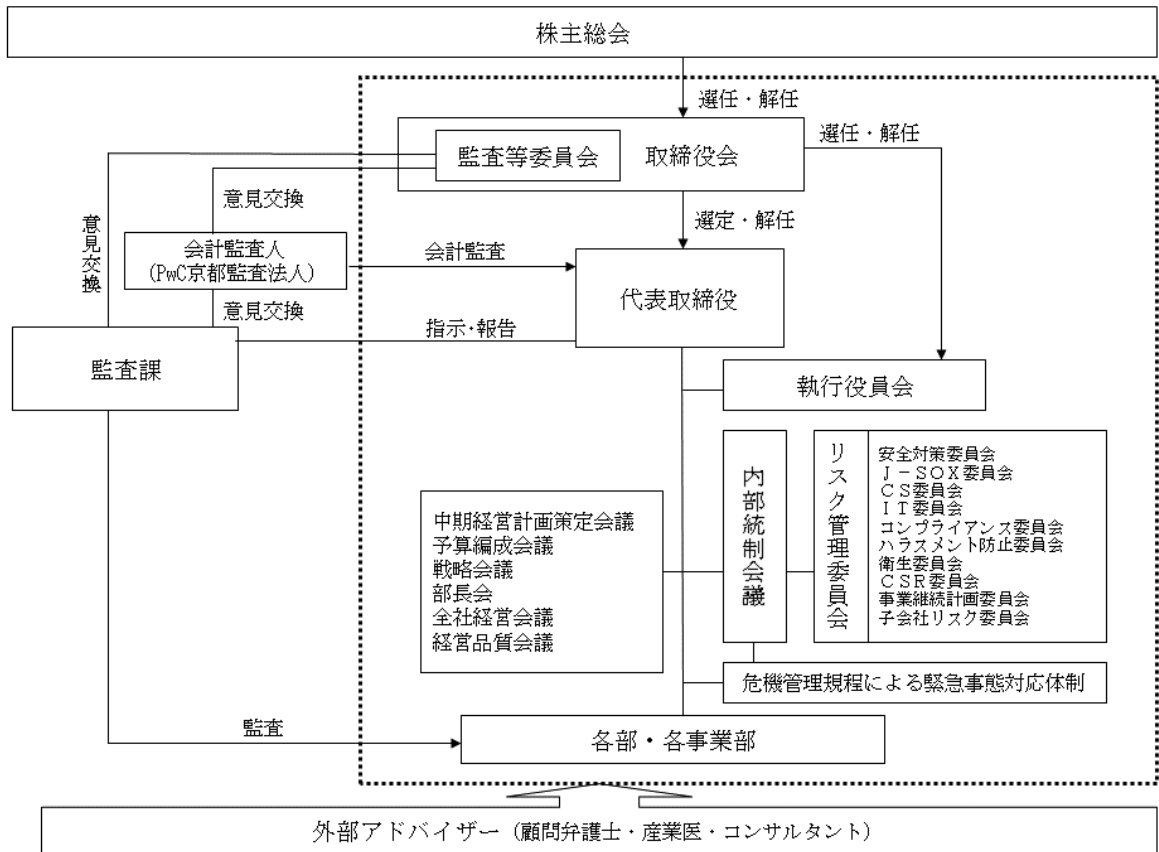 株主総会
選任・解任
選任・解任
監査等委員会
取締役会
意見交換
意見交換
選定・解任
会計監査人
(PwC京都監査法人)
会計監査
代表取締役
意見交換
指示・報告
監査課
執行役員会
中期経営計画策定会議
予算編成会議
戦略会議
部長会
全社経営会議
経営品質会議
内部統制会議
リスク管理委員会
安全対策委員会
J-SOX委員会
CS委員会
IT委員会
コンプライアンス委員会
ハラスメント防止委員会
衛生委員会
CSR委員会
事業継続計画委員会
子会社リスク委員会
危機管理規程による緊急事態対応体制
監査
各部・各事業部
外部アドバイザー（顧問弁護士・産業医・コンサルタント）